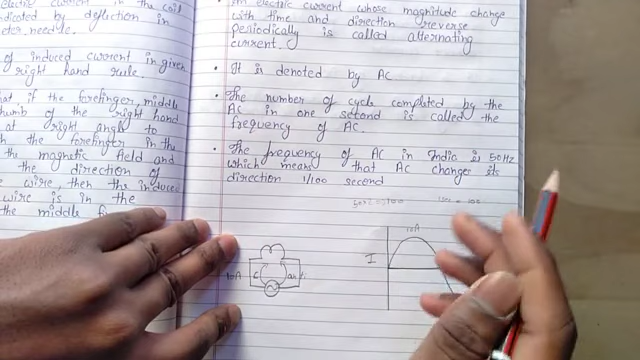 electric current in the coil
indicated by deflection in
meter needle.
of induced current in given
right hand rule.
that if the forefinger, middle
thumb of the right hand
at right angle to
the forefinger in the
the magnetic field and
the direction of
wire, then the induced
is in the
the middle
An electric current whose magnitude change
with time and direction reverse
periodically is called alternating
current.
• It is denoted by AC
• The number of cycle completed by the
AC in one second is called the
frequency of AC.
• The frequency of AC in India is 50Hz
which means that AC changes its
direction 1/100 second
10A
I
10A